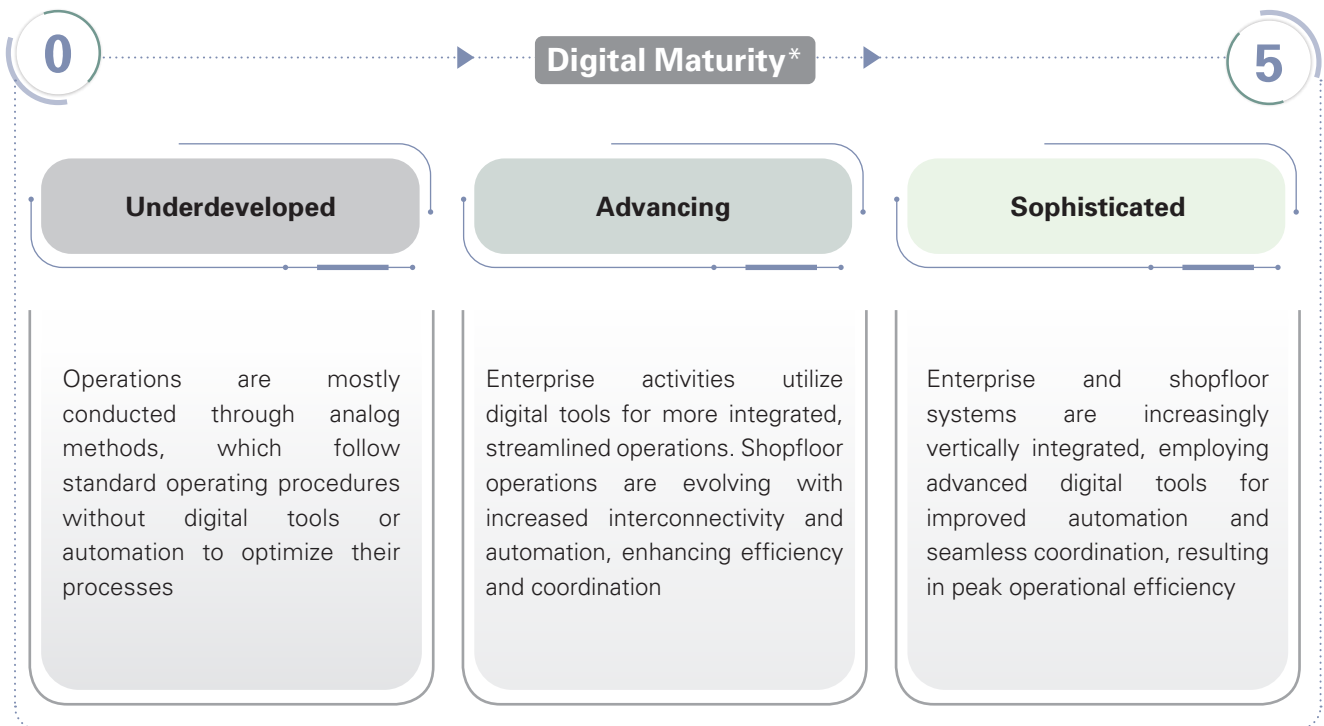 0
Digital Maturity*
5
Underdeveloped
Advancing
Sophisticated
Operations are mostly
conducted through analog
methods, which follow
standard operating procedures
without digital tools or
automation to optimize their
processes
Enterprise activities utilize
digital tools for more integrated,
streamlined operations. Shopfloor
operations are evolving with
increased interconnectivity and
automation, enhancing efficiency
and coordination
Enterprise and shopfloor
systems are increasingly
vertically integrated, employing
advanced digital tools for
improved automation and
seamless coordination, resulting
in peak operational efficiency